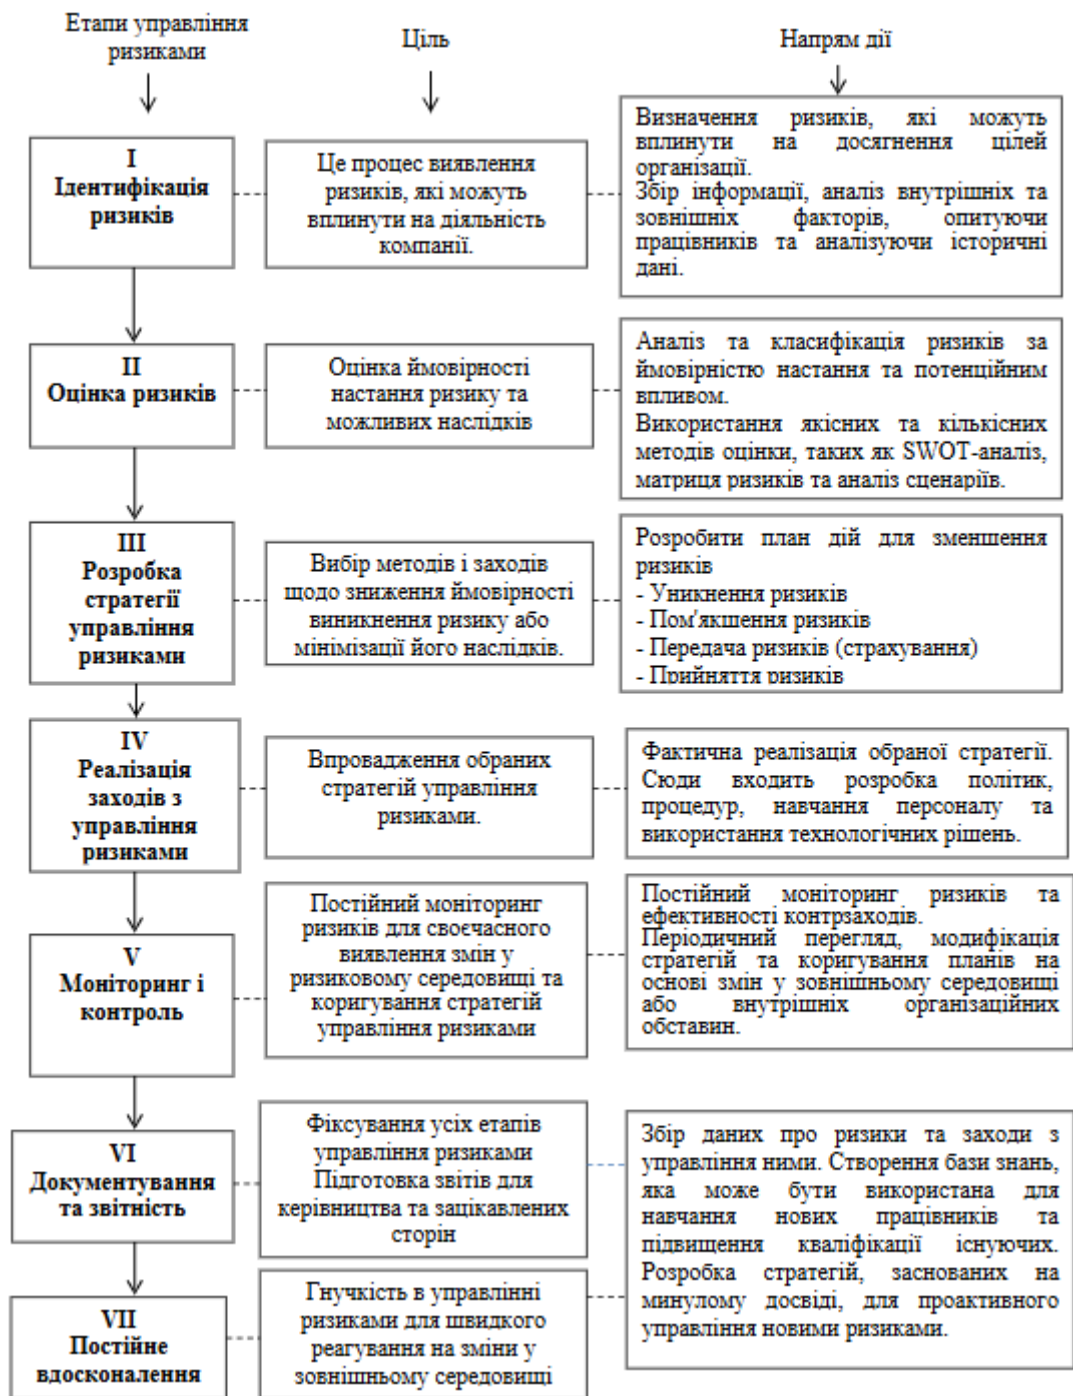 Етапи управління
ризиками
Ціль
Напрям дії
I
Ідентифікація
ризиків
Це процес виявлення
ризиків, які можуть
вплинути на діяльність
компанії.
Визначення ризиків, які можуть
вплинути на досягнення цілей
організації.
Збір інформації, аналіз внутрішніх та
зовнішніх факторів, опитуючи
працівників та аналізуючи історичні
дані.
II
Оцінка ризиків
Оцінка ймовірності
настання ризику та
можливих наслідків
Аналіз та класифікація ризиків за
ймовірністю настання та потенційним
впливом.
Використання якісних та кількісних
методів оцінки, таких як SWOT-аналіз,
матриця ризиків та аналіз сценаріїв.
III
Розробка
стратегії
управління
ризиками
Вибір методів і заходів
щодо зниження ймовірності
виникнення ризику або
мінімізації його наслідків.
Розробити план дій для зменшення
ризиків
- Уникнення ризиків
- Пом'якшення ризиків
- Передача ризиків (страхування)
- Прийняття ризиків
IV
Реалізація
заходів з
управління
ризиками
Впровадження обраних
стратегій управління
ризиками.
Фактична реалізація обраної стратегії.
Сюди входить розробка політик,
процедур, навчання персоналу та
використання технологічних рішень.
V
Моніторинг і
контроль
Постійний моніторинг
ризиків для своєчасного
виявлення змін у
ризиковому середовищі та
коригування стратегій
управління ризиками
Постійний моніторинг ризиків та
ефективності контрзаходів.
Періодичний перегляд, модифікація
стратегій та коригування планів на
основі змін у зовнішньому середовищі
або внутрішніх організаційних
обставин.
VI
Документування
та звітність
Фіксування усіх етапів
управління ризиками
Підготовка звітів для
керівництва та зацікавлених
сторін
Збір даних про ризики та заходи з
управління ними. Створення бази знань,
яка може бути використана для
навчання нових працівників та
підвищення кваліфікації існуючих.
Розробка стратегій, заснованих на
минулому досвіді, для проактивного
управління новими ризиками.
VII
Постійне
вдосконалення
Гнучкість в управлінні
ризиками для швидкого
реагування на зміни у
зовнішньому середовищі